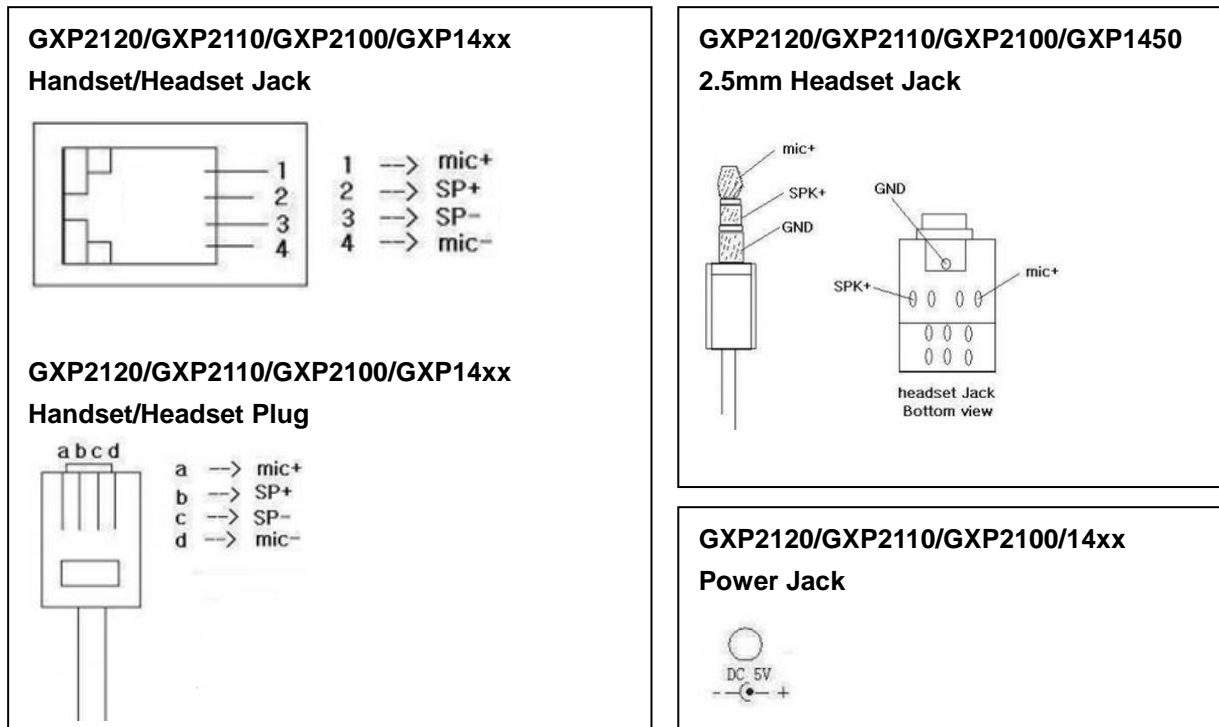 GXP2120/GXP2110/GXP2100/GXP14xx
Handset/Headset Jack
1
2
3
4
1 --> mic+
2 --> SP+
3 --> SP-
4 --> mic-
GXP2120/GXP2110/GXP2100/GXP14xx
Handset/Headset Plug
a b c d
a --> mic+
b --> SP+
c --> SP-
d --> mic-
GXP2120/GXP2110/GXP2100/GXP1450
2.5mm Headset Jack
mic+
SPK+
GND
GND
SPK+
mic+
headset Jack
Bottom view
GXP2120/GXP2110/GXP2100/14xx
Power Jack
DC 5V
- +